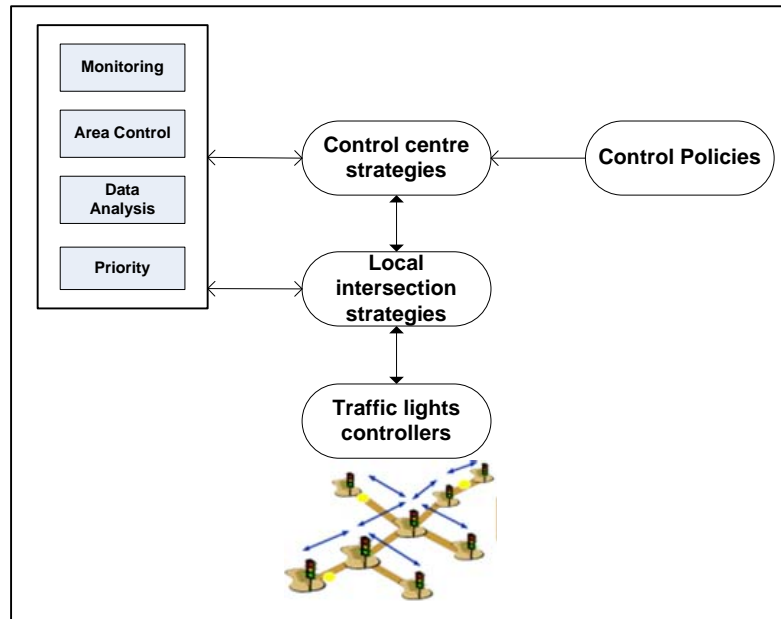 Monitoring
Area Control
Data
Analysis
Priority
Control centre
strategies
Control Policies
Local
intersection
strategies
Traffic lights
controllers